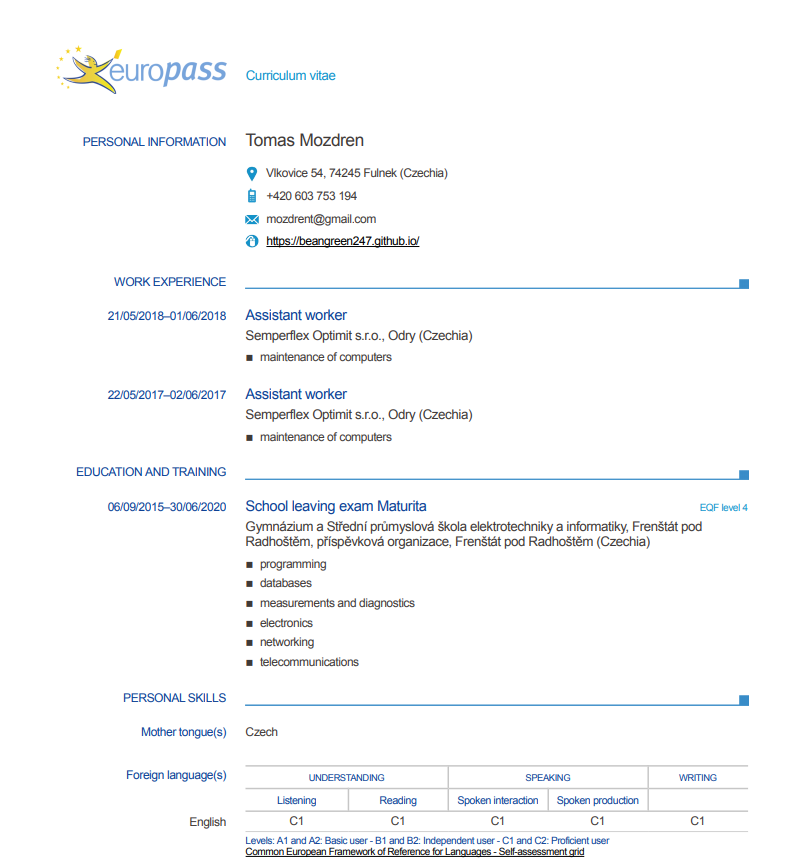 europass
Curriculum vitae
PERSONAL INFORMATION
Tomas Mozdren
Vlkovice 54, 74245 Fulnek (Czechia)
+420 603 753 194
mozdrent@gmail.com
https://beangreen247.github.io/
WORK EXPERIENCE
21/05/2018–01/06/2018
Assistant worker
Semperflex Optimit s.r.o., Odry (Czechia)
■ maintenance of computers
22/05/2017–02/06/2017
Assistant worker
Semperflex Optimit s.r.o., Odry (Czechia)
■ maintenance of computers
EDUCATION AND TRAINING
06/09/2015–30/06/2020
School leaving exam Maturita
EQF level 4
Gymnázium a Střední průmyslová škola elektrotechniky a informatiky, Frenštát pod
Radhoštěm, příspěvková organizace, Frenštát pod Radhoštěm (Czechia)
■ programming
■ databases
■ measurements and diagnostics
■ electronics
■ networking
■ telecommunications
PERSONAL SKILLS
Mother tongue(s)
Czech
Foreign language(s)
UNDERSTANDING
SPEAKING
WRITING
Listening
Reading
Spoken interaction
Spoken production
English
C1
C1
C1
C1
C1
Levels: A1 and A2: Basic user - B1 and B2: Independent user - C1 and C2: Proficient user
Common European Framework of Reference for Languages - Self-assessment grid